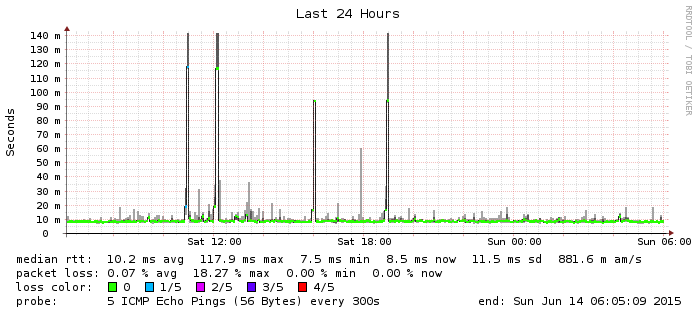 Last 24 Hours
RRDTOOL / TOBI OETIKER
Seconds
140 m
130 m
120 m
110 m
100 m
90 m
80 m
70 m
60 m
50 m
40 m
30 m
20 m
10 m
0
Sat 12:00 Sat 18:00 Sun 00:00 Sun 06:00
median rtt: 10.2 ms avg 117.9 ms max 7.5 ms min 8.5 ms now 11.5 ms sd 881.6 m am/s
packet loss: 0.07 % avg 18.27 % max 0.00 % min 0.00 % now
loss color: 0 1/5 2/5 3/5 4/5
probe: 5 ICMP Echo Pings (56 Bytes) every 300s end: Sun Jun 14 06:05:09 2015